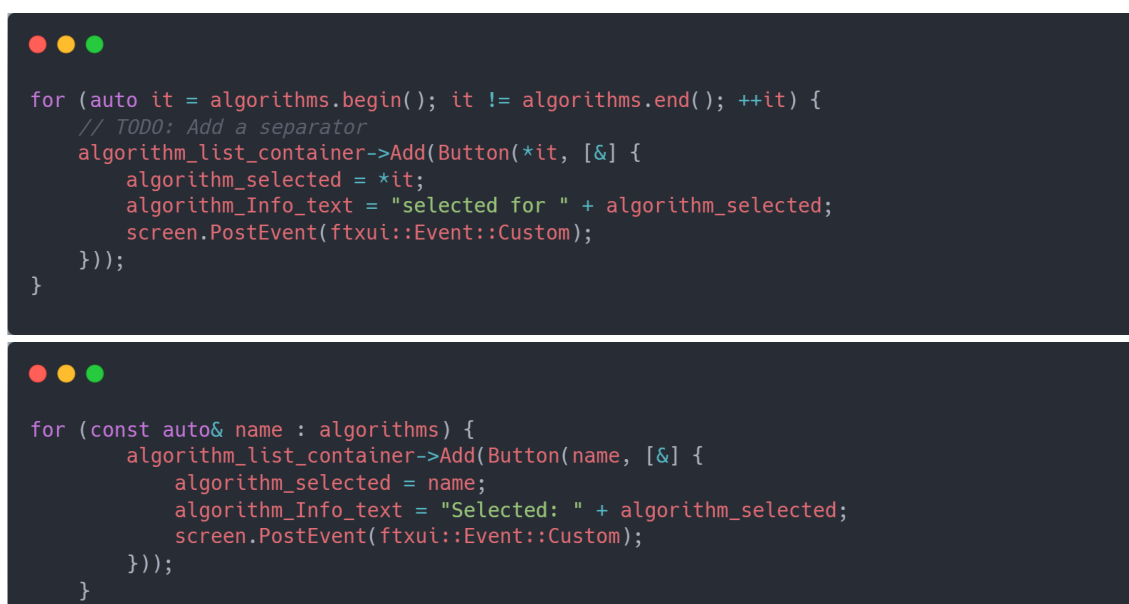 for (auto it = algorithms.begin(); it != algorithms.end(); ++it) {
    // TODO: Add a separator
    algorithm_list_container->Add(Button(*it, [&] {
        algorithm_selected = *it;
        algorithm_Info_text = "selected for " + algorithm_selected;
        screen.PostEvent(ftxui::Event::Custom);
    }));
}
for (const auto& name : algorithms) {
        algorithm_list_container->Add(Button(name, [&] {
            algorithm_selected = name;
            algorithm_Info_text = "Selected: " + algorithm_selected;
            screen.PostEvent(ftxui::Event::Custom);
        }));
    }